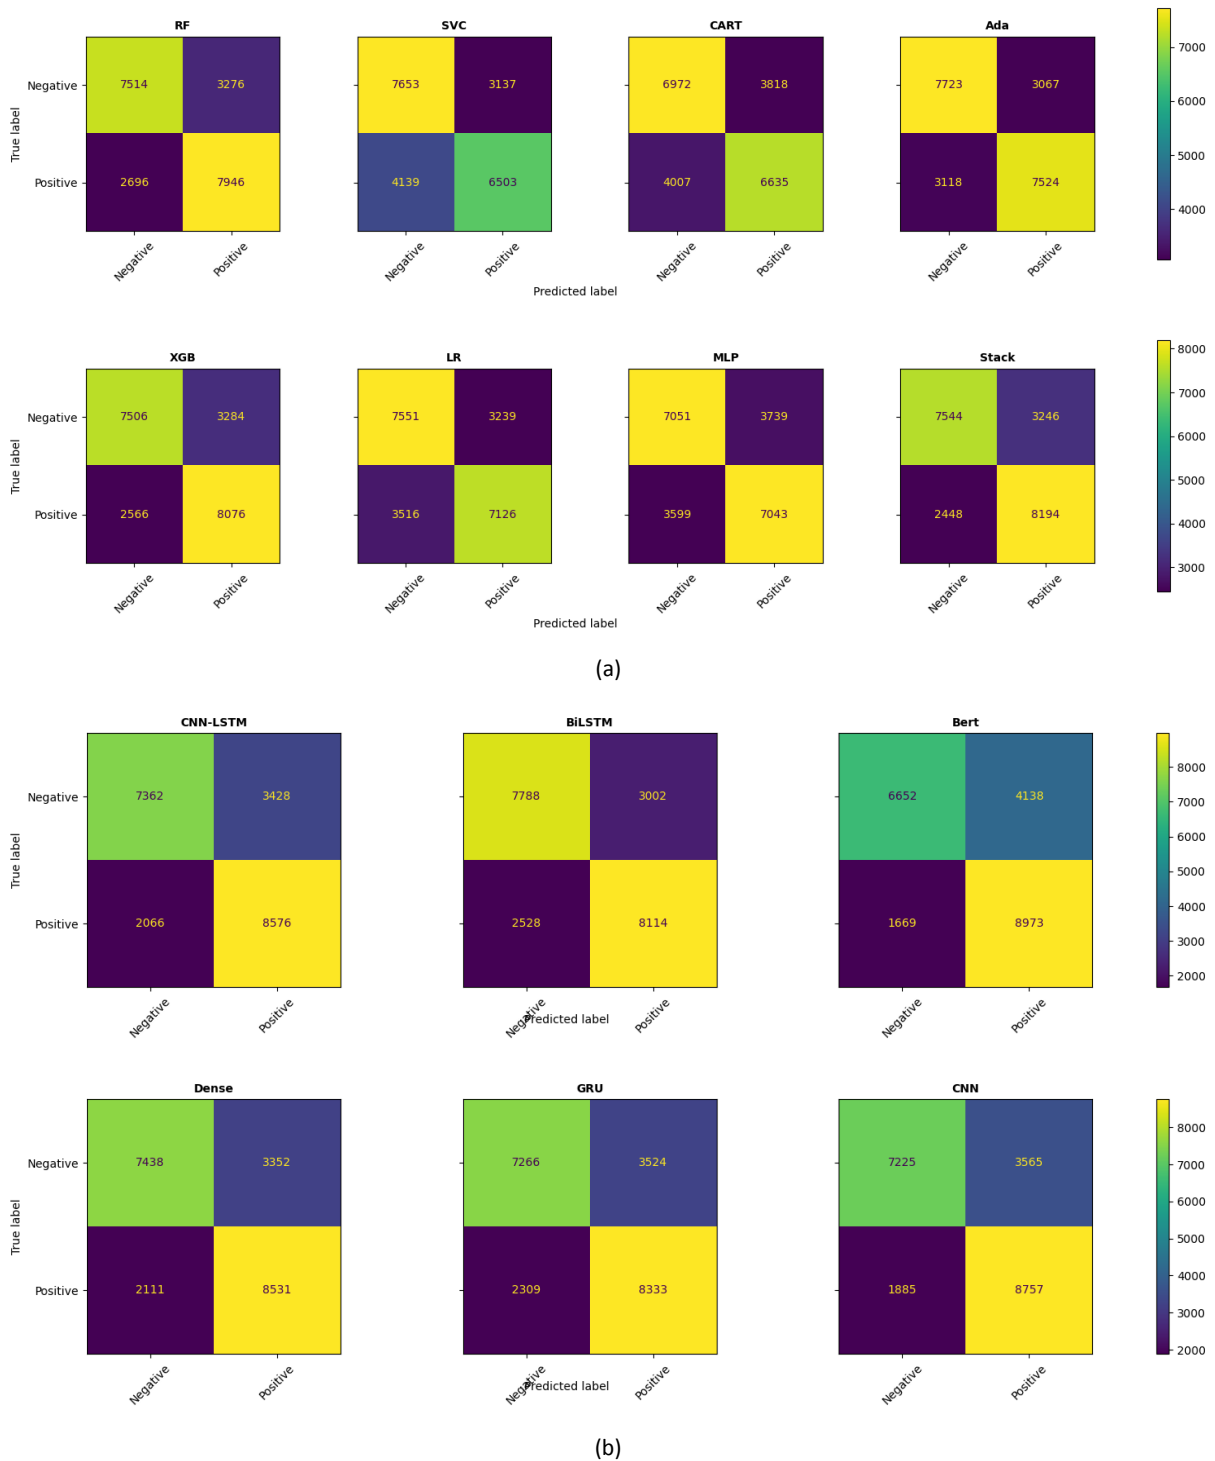 RF SVC CART Ada
7000
Negative 7514 3276 7653 3137 6972 3818 7723 3067
6000
True label
5000
Positive 2696 7946 4139 6503 4007 6635 3118 7524
4000
Negative Positive Negative Positive Negative Positive Negative Positive
Predicted label
XGB LR MLP Stack
8000
7000
Negative 7506 3284 7551 3239 7051 3739 7544 3246
6000
True label
5000
Positive 2566 8076 3516 7126 3599 7043 2448 8194
4000
3000
Negative Positive Negative Positive Negative Positive Negative Positive
Predicted label
(a)
CNN-LSTM BiLSTM Bert
8000
Negative 7362 3428 7788 3002 6652 4138
7000
6000
True label
5000
4000
Positive 2066 8576 2528 8114 1669 8973
3000
2000
Negative Positive Negative Positive Negative Positive
Predicted label
Dense GRU CNN
8000
Negative 7438 3352 7266 3524 7225 3565
7000
6000
True label
5000
4000
Positive 2111 8531 2309 8333 1885 8757
3000
2000
Negative Positive Negative Positive Negative Positive
Predicted label
(b)